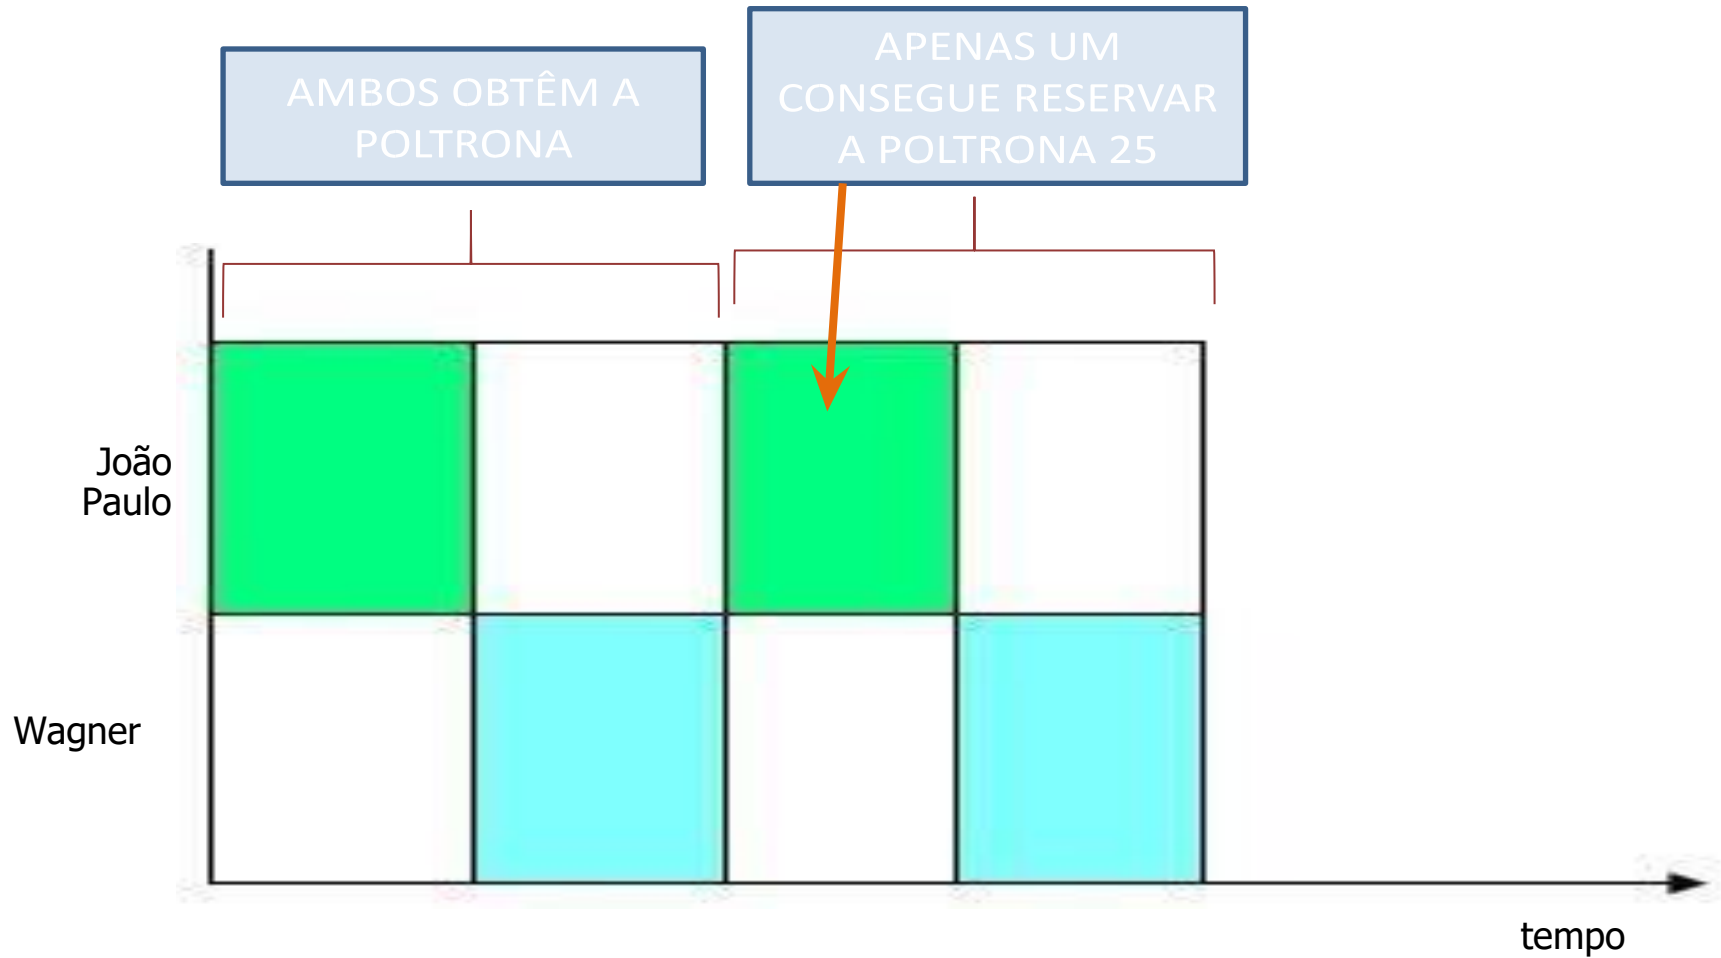 AMBOS OBTÊM A
POLTRONA
APENAS UM
CONSEGUE RESERVAR
A POLTRONA 25
João
Paulo
Wagner
tempo